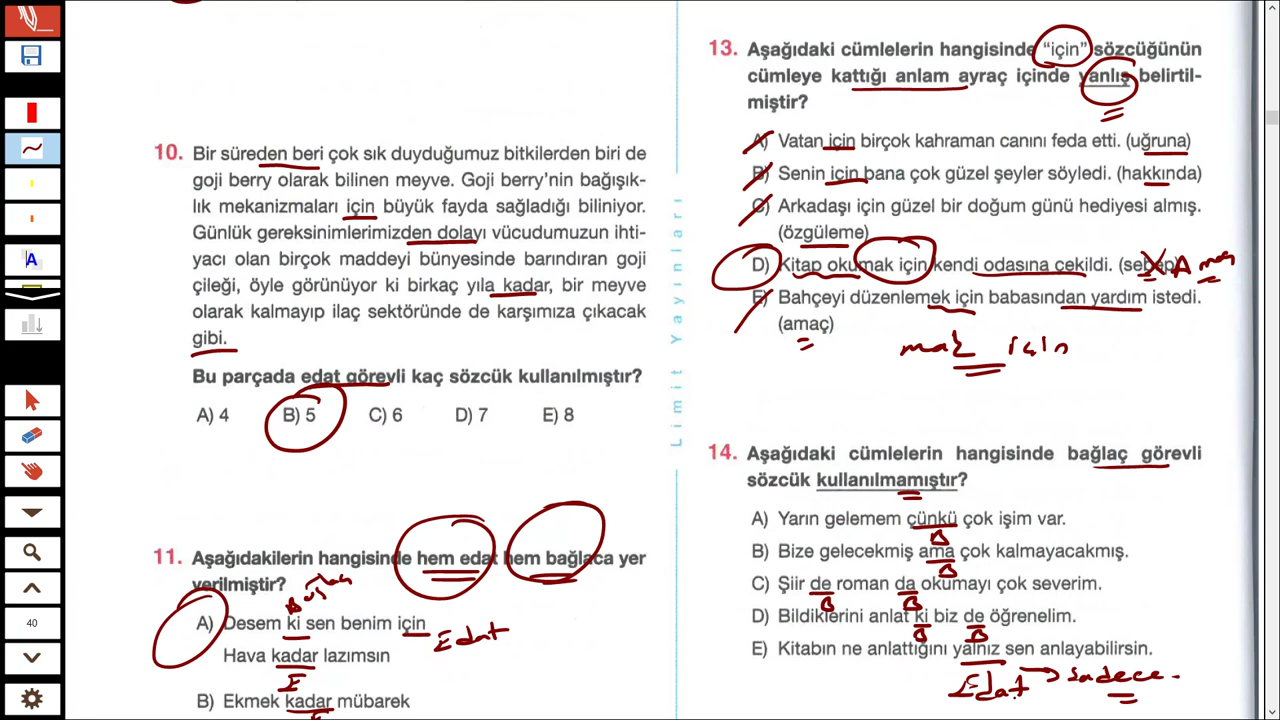 10. Bir süreden beri çok sık duyduğumuz bitkilerden biri de
goji berry olarak bilinen meyve. Goji berry'nin bağışık-
lık mekanizmaları için büyük fayda sağladığı biliniyor.
Günlük gereksinimlerimizden dolayı vücudumuzun ihti-
yacı olan birçok maddeyi bünyesinde barındıran goji
çileği, öyle görünüyor ki birkaç yıla kadar, bir meyve
olarak kalmayıp ilaç sektöründe de karşımıza çıkacak
gibi.
Bu parçada edat görevli kaç sözcük kullanılmıştır?
A) 4 B) 5 C) 6 D) 7 E) 8
11. Aşağıdakilerin hangisinde hem edat hem bağlaca yer
verilmiştir?
Bağlaç
A) Desem ki sen benim için
Edat
Hava kadar lazımsın
E
B) Ekmek kadar mübarek
E
Limit Yayınları
13. Aşağıdaki cümlelerin hangisinde "için" sözcüğünün
cümleye kattığı anlam ayraç içinde yanlış belirtil-
miştir?
A) Vatan için birçok kahraman canını feda etti. (uğruna)
B) Senin için bana çok güzel şeyler söyledi. (hakkında)
C) Arkadaşı için güzel bir doğum günü hediyesi almış.
(özgüleme)
D) Kitap okumak için kendi odasına çekildi. (sebep) Amaç
E) Bahçeyi düzenlemek için babasından yardım istedi.
(amaç)
mak için
14. Aşağıdaki cümlelerin hangisinde bağlaç görevli
sözcük kullanılmamıştır?
A) Yarın gelemem çünkü çok işim var.
B
B) Bize gelecekmiş ama çok kalmayacakmış.
B
C) Şiir de roman da okumayı çok severim.
B B
D) Bildiklerini anlat ki biz de öğrenelim.
B B
E) Kitabın ne anlattığını yalnız sen anlayabilirsin.
Edat → sadece.
A
40